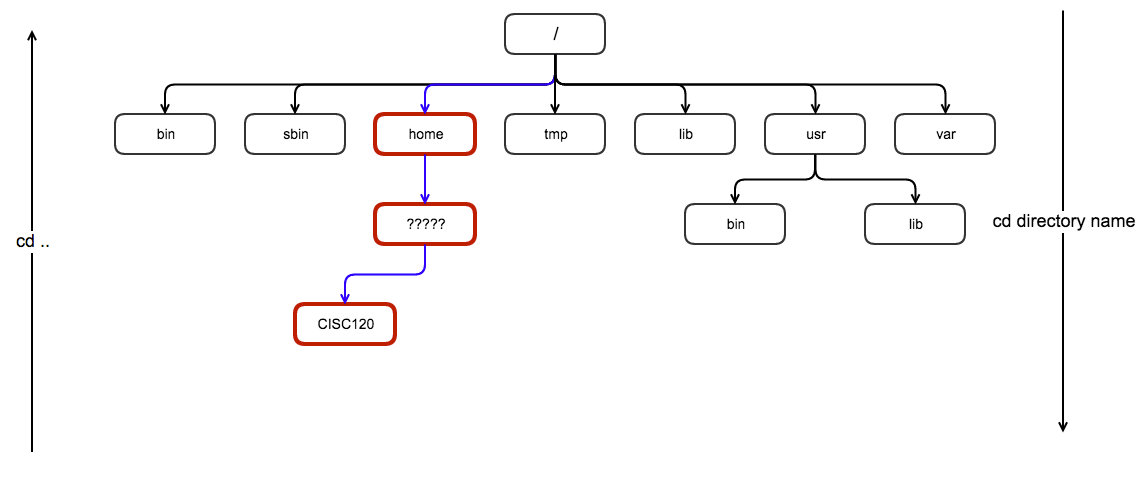 /
bin
sbin
home
tmp
lib
usr
var
?????
bin
lib
cd directory name
cd ..
CISC120